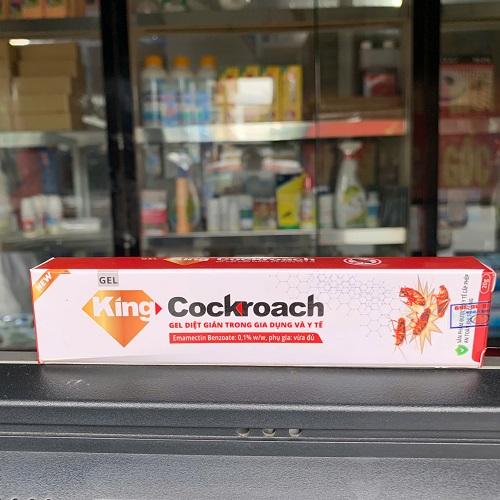 NEW
GEL
King Cockroach
GEL DIỆT GIÁN TRONG GIA DỤNG VÀ Y TẾ
Emamectin Benzoate: 0,1% w/w, phụ gia: vừa đủ